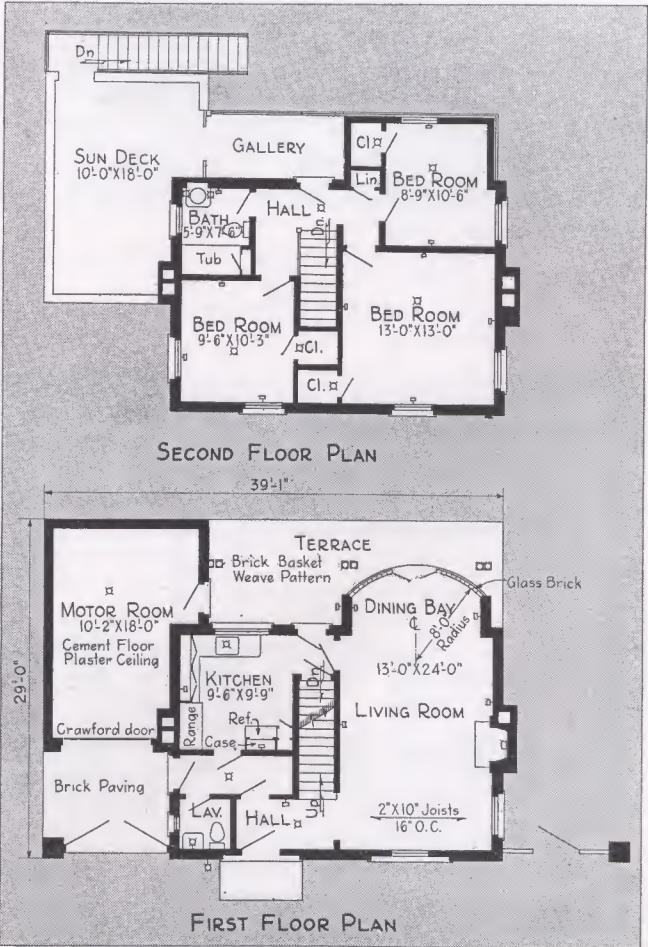 Dn
SUN DECK
10'-0"X18'-0"
GALLERY
Cl
Lin.
BED ROOM
8'-9"X10'-6"
BATH
5'-9"X7'-6"
HALL
Dn
Tub
BED ROOM
9'-6"X10'-3"
BED ROOM
13'-0"X13'-0"
Cl.
Cl.
SECOND FLOOR PLAN
39'-1"
29'-0"
TERRACE
Brick Basket
Weave Pattern
Glass Brick
MOTOR ROOM
10'-2"X18'-0"
Cement Floor
Plaster Ceiling
DINING BAY
8'-0"
Radius
13'-0"X24'-0"
KITCHEN
9'-6"X9'-9"
Dn
LIVING ROOM
Ref.
Range
Case
Crawford door
Brick Paving
LAV.
HALL
Up
2"X10" Joists
16" O.C.
FIRST FLOOR PLAN